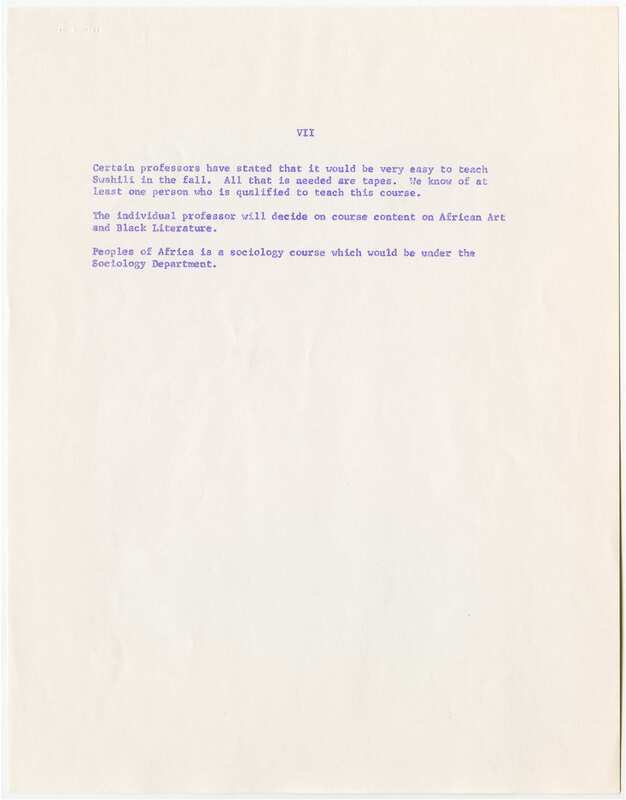 VII
Certain professors have stated that it would be very easy to teach
Swahili in the fall. All that is needed are tapes. We know of at
least one person who is qualified to teach this course.
The individual professor will decide on course content on African Art
and Black Literature.
Peoples of Africa is a sociology course which would be under the
Sociology Department.